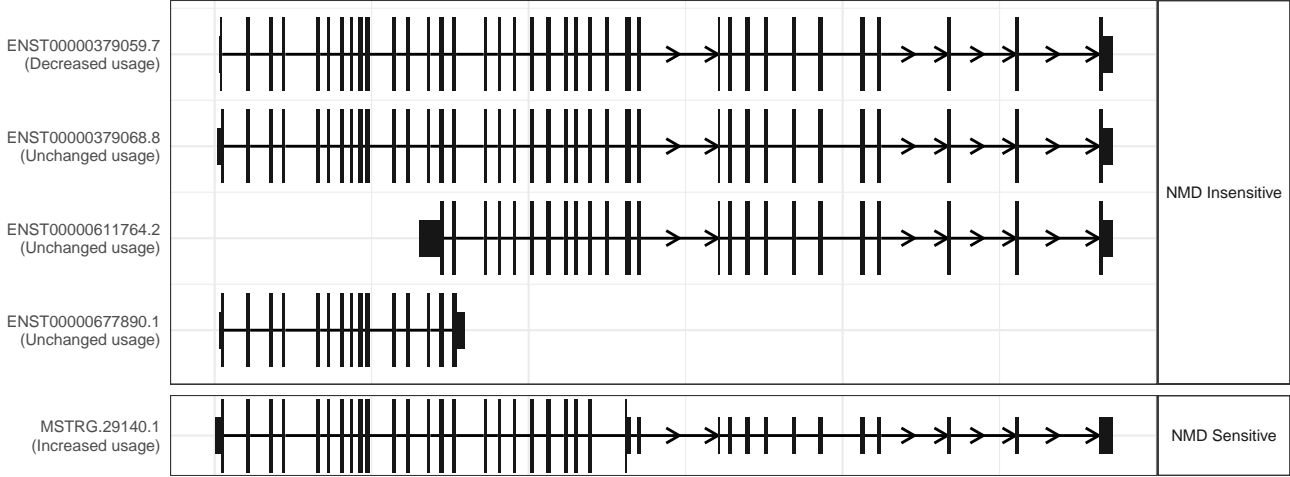 ENST00000379059.7
(Decreased usage)
ENST00000379068.8
(Unchanged usage)
NMD Insensitive
ENST00000611764.2
(Unchanged usage)
ENST00000677890.1
(Unchanged usage)
MSTRG.29140.1
(Increased usage)
NMD Sensitive